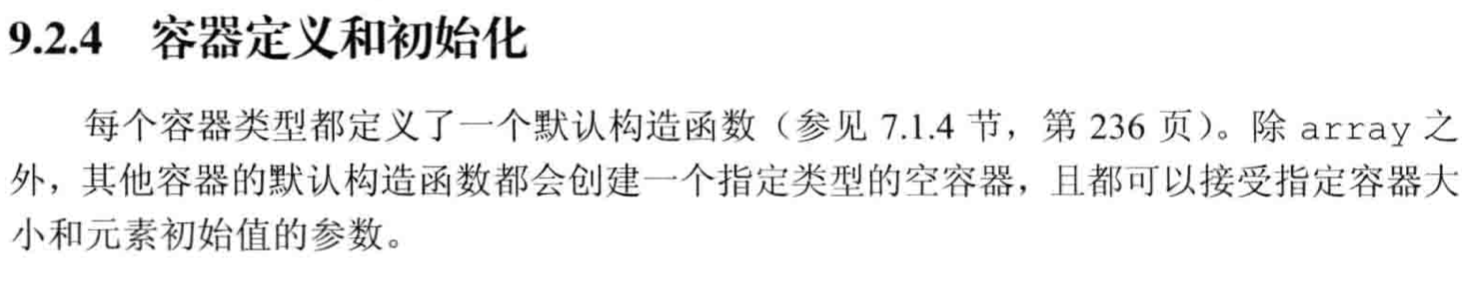 9.2.4 容器定义和初始化
每个容器类型都定义了一个默认构造函数（参见 7.1.4 节，第 236 页）。除 array 之
外，其他容器的默认构造函数都会创建一个指定类型的空容器，且都可以接受指定容器大
小和元素初始值的参数。